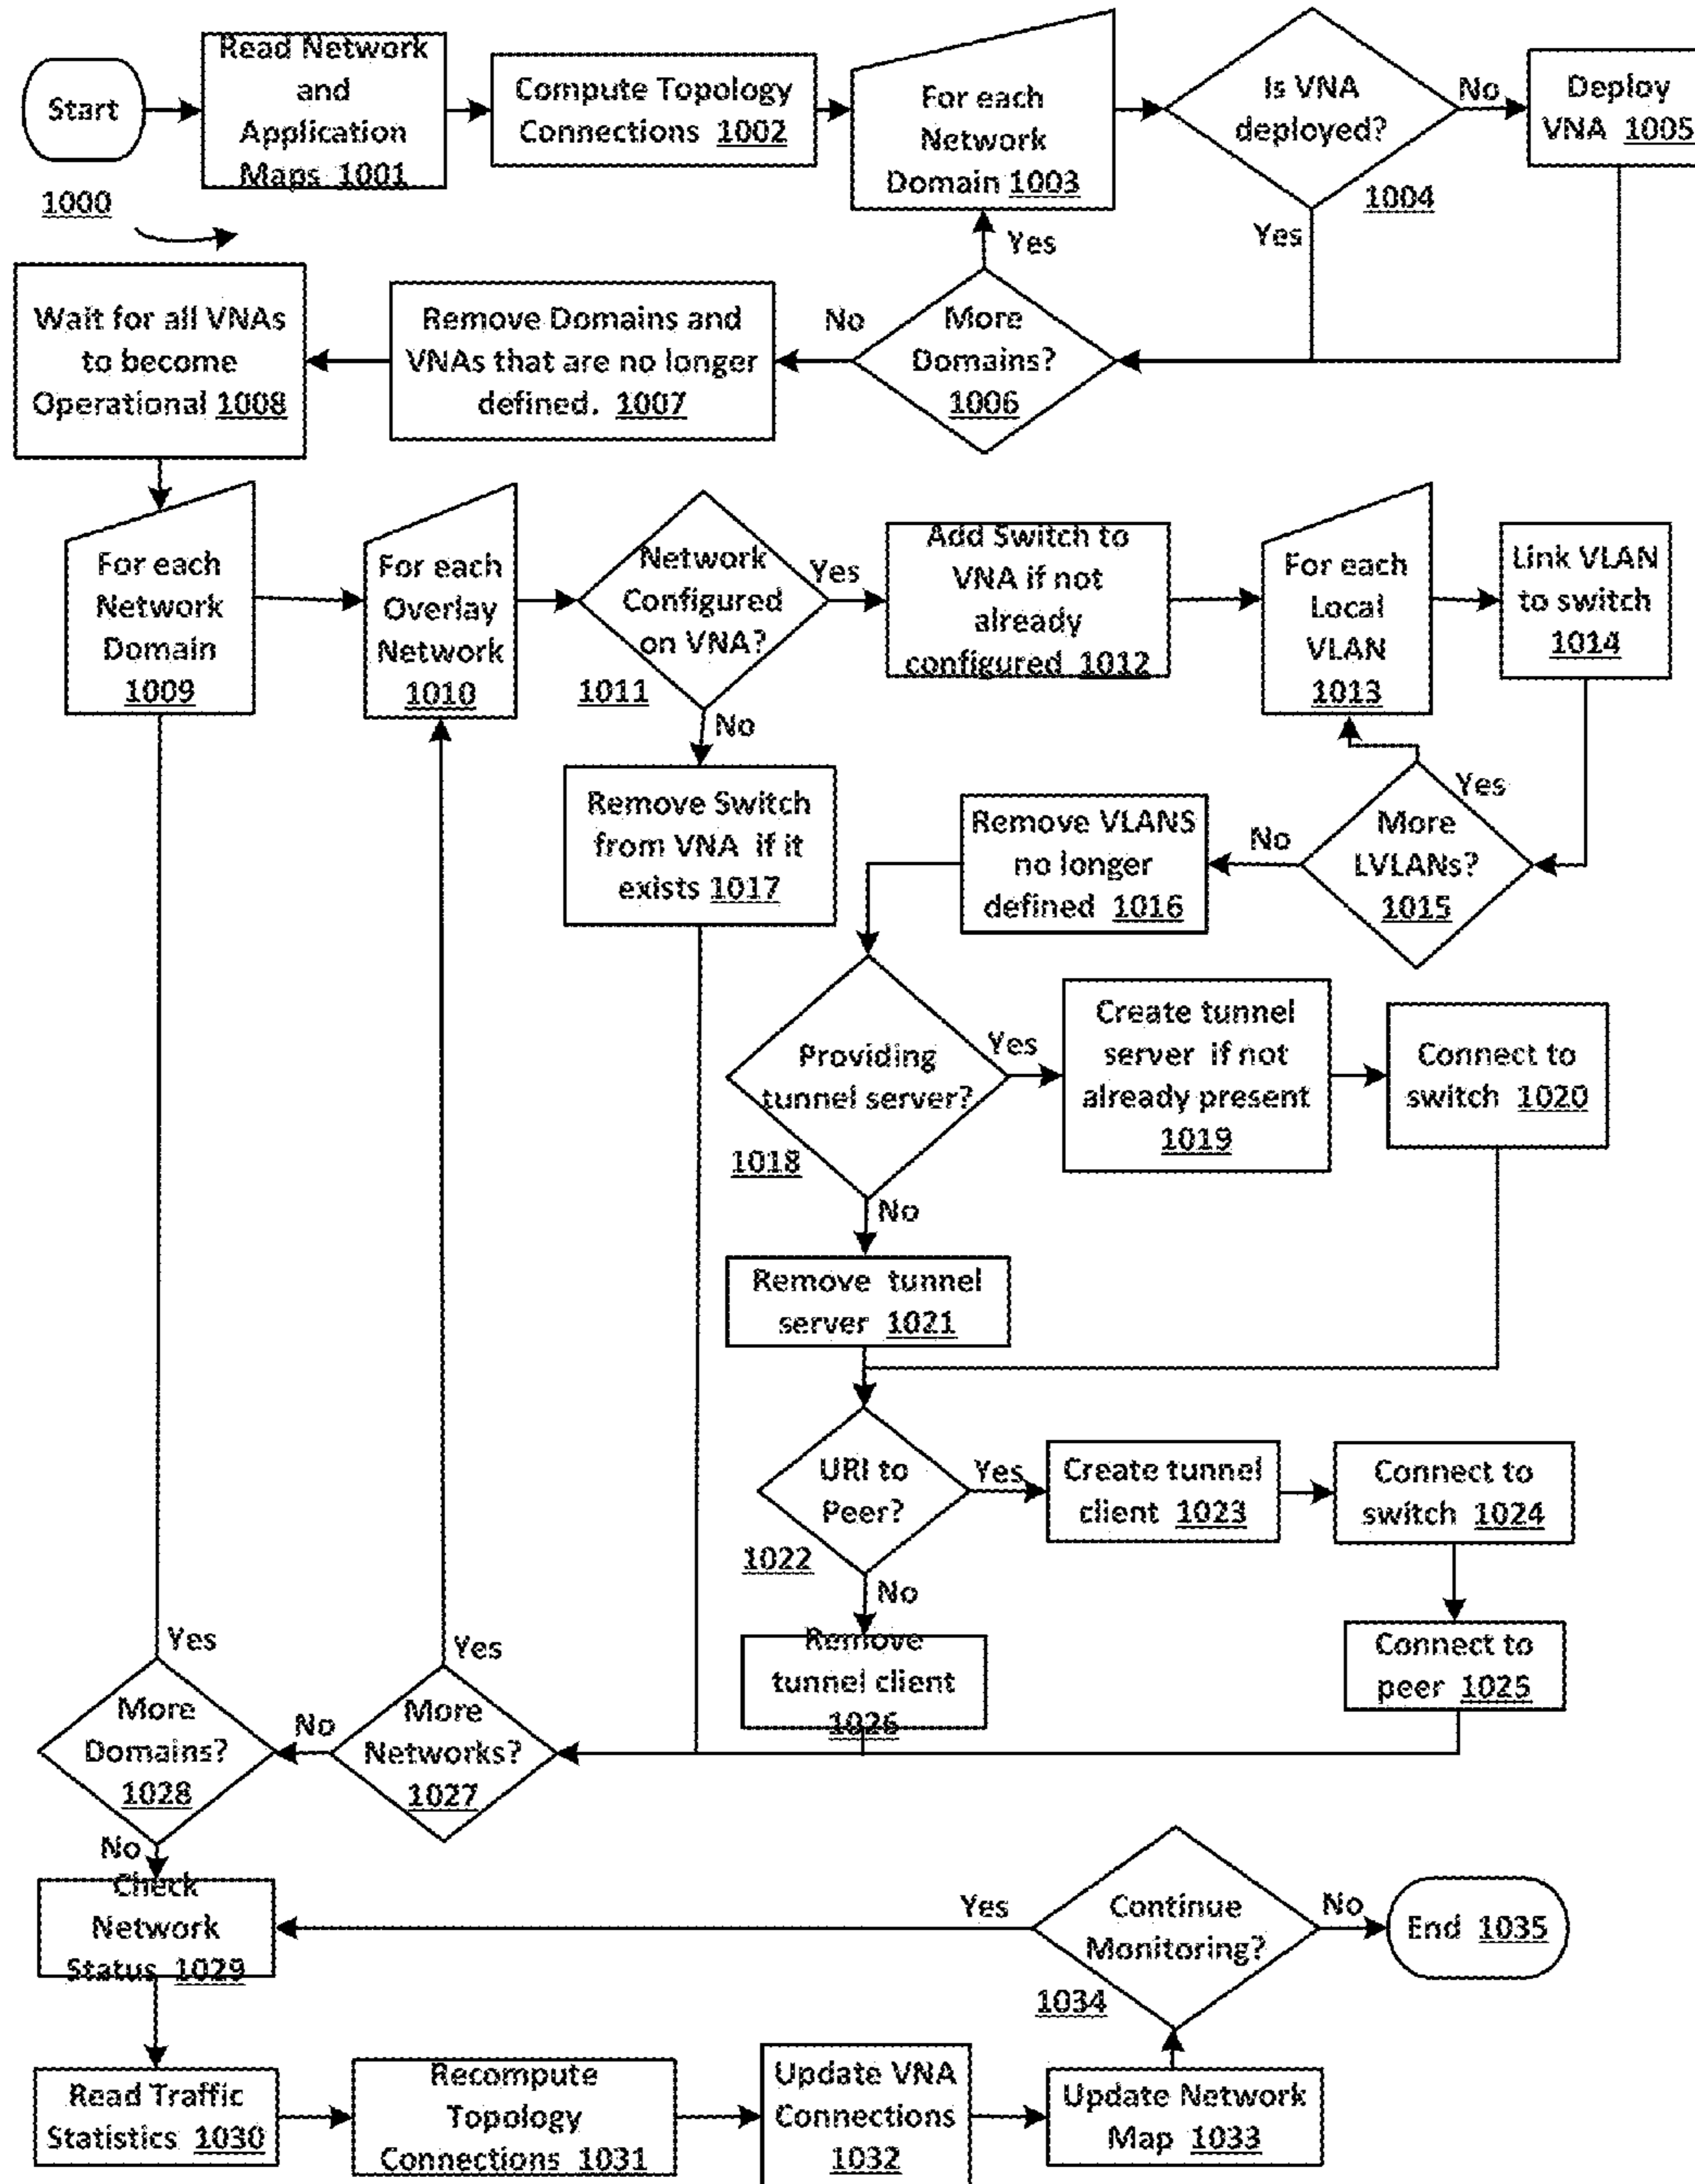 Start
Read Network
and
Application
Maps 1001
Compute Topology
Connections 1002
For each
Network
Domain 1003
Is VNA
deployed?
1004
No
Deploy
VNA 1005
1000
Yes
Yes
Wait for all VNAs
to become
Operational 1008
Remove Domains and
VNAs that are no longer
defined. 1007
No
More
Domains?
1006
For each
Network
Domain
1009
For each
Overlay
Network
1010
Network
Configured
on VNA?
1011
Yes
Add Switch to
VNA if not
already
configured 1012
For each
Local
VLAN
1013
Link VLAN
to switch
1014
No
Remove Switch
from VNA if it
exists 1017
Remove VLANS
no longer
defined 1016
No
Yes
More
LVLANs?
1015
Providing
tunnel server?
1018
Yes
Create tunnel
server if not
already present
1019
Connect to
switch 1020
No
Remove tunnel
server 1021
URI to
Peer?
1022
Yes
Create tunnel
client 1023
Connect to
switch 1024
No
Remove
tunnel client
1026
Connect to
peer 1025
Yes
More
Domains?
1028
No
Yes
More
Networks?
1027
No
Check
Network
Status 1029
Yes
Continue
Monitoring?
1034
No
End 1035
Read Traffic
Statistics 1030
Recompute
Topology
Connections 1031
Update VNA
Connections
1032
Update Network
Map 1033